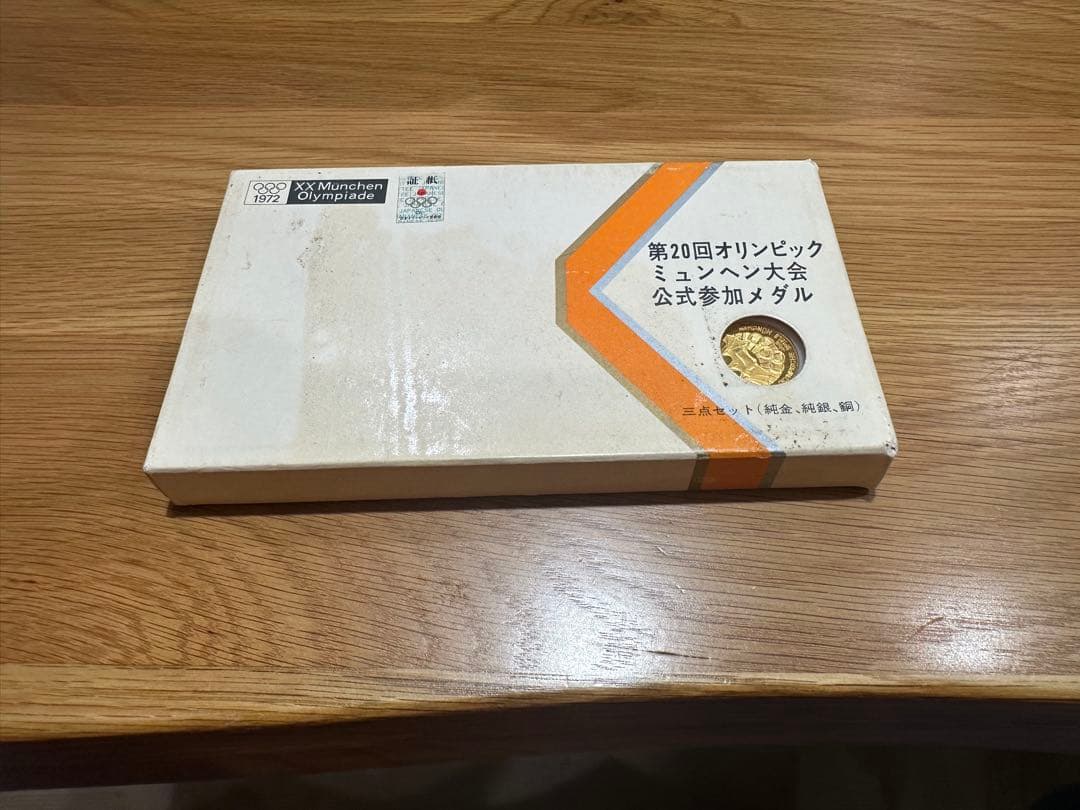 1972
XX Munchen
Olympiade
証紙
第20回オリンピック
ミュンヘン大会
公式参加メダル
三点セット(純金、純銀、銅)